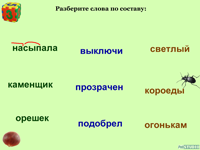 Разберите слова по составу:
насыпала выключи светлый
каменщик прозрачен короеды
орешек подобрел огонькам